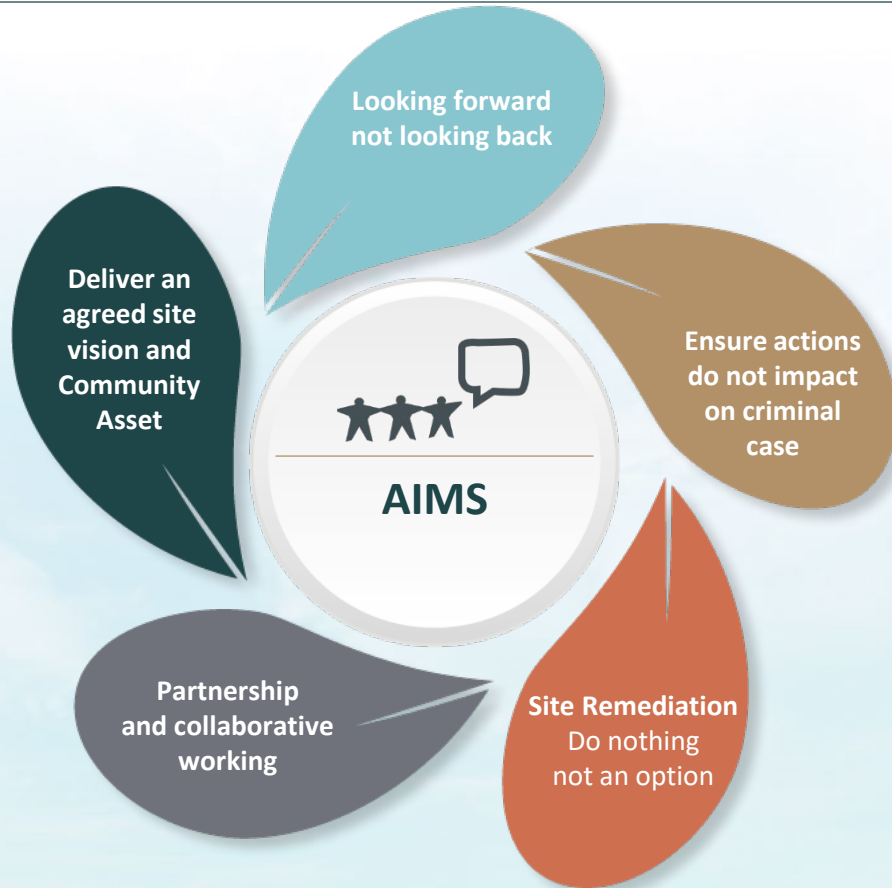 Looking forward
not looking back
Ensure actions
do not impact
on criminal
case
Site Remediation
Do nothing
not an option
Partnership
and collaborative
working
Deliver an
agreed site
vision and
Community
Asset
AIMS